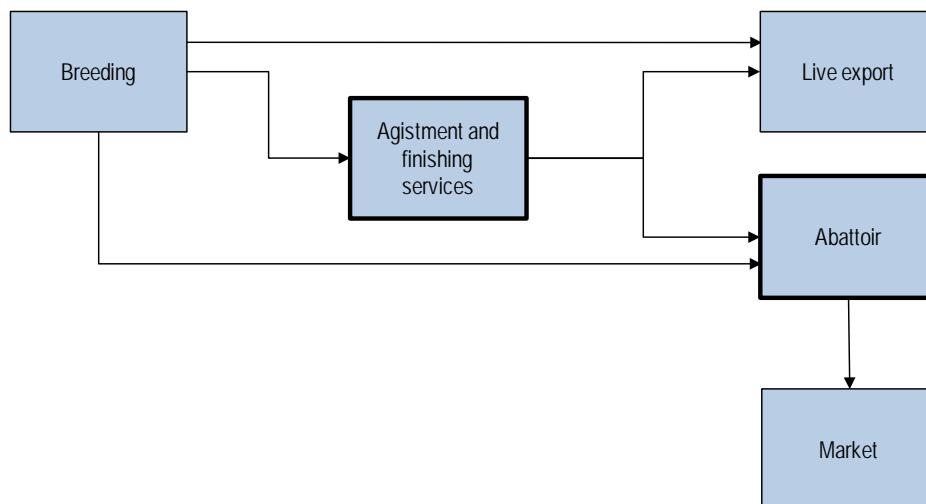 Breeding
Live export
Agistment and
finishing
services
Abattoir
Market